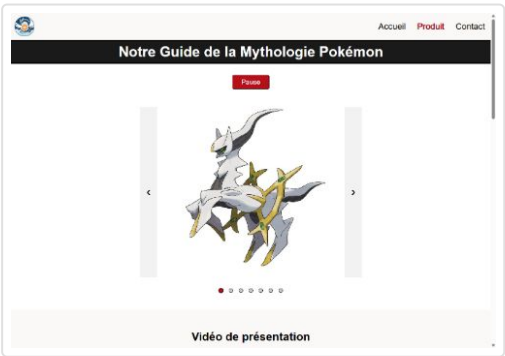 Accueil Produit Contact
Notre Guide de la Mythologie Pokémon
Pause
‹ ›
Vidéo de présentation